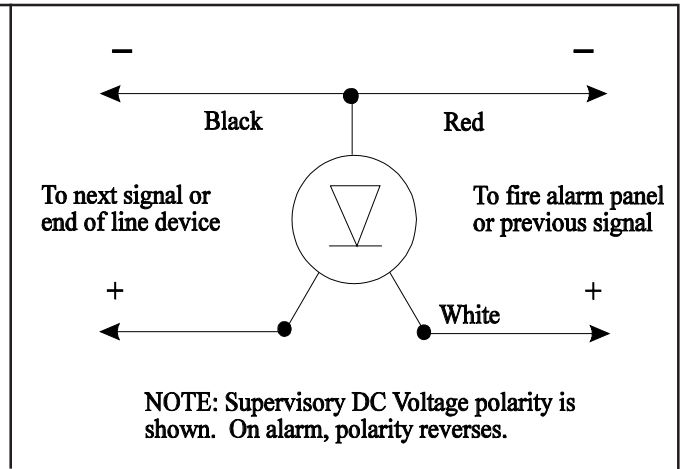 − −
Black Red
To next signal or
end of line device
To fire alarm panel
or previous signal
+ +
White
NOTE: Supervisory DC Voltage polarity is
shown. On alarm, polarity reverses.